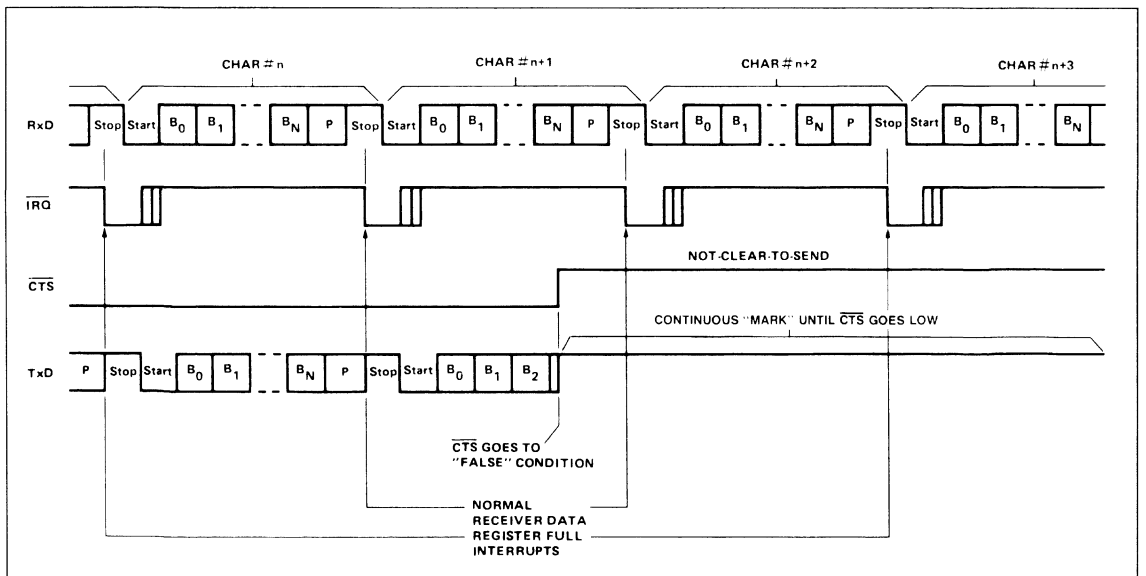 CHAR # n CHAR # n+1 CHAR # n+2 CHAR # n+3
RxD Stop Start B0 B1 BN P Stop Start B0 B1 BN P Stop Start B0 B1 BN P Stop Start B0 B1 BN
IRQ
CTS
NOT-CLEAR-TO-SEND
CONTINUOUS "MARK" UNTIL CTS GOES LOW
TxD P Stop Start B0 B1 BN P Stop Start B0 B1 B2
CTS GOES TO
"FALSE" CONDITION
NORMAL
RECEIVER DATA
REGISTER FULL
INTERRUPTS